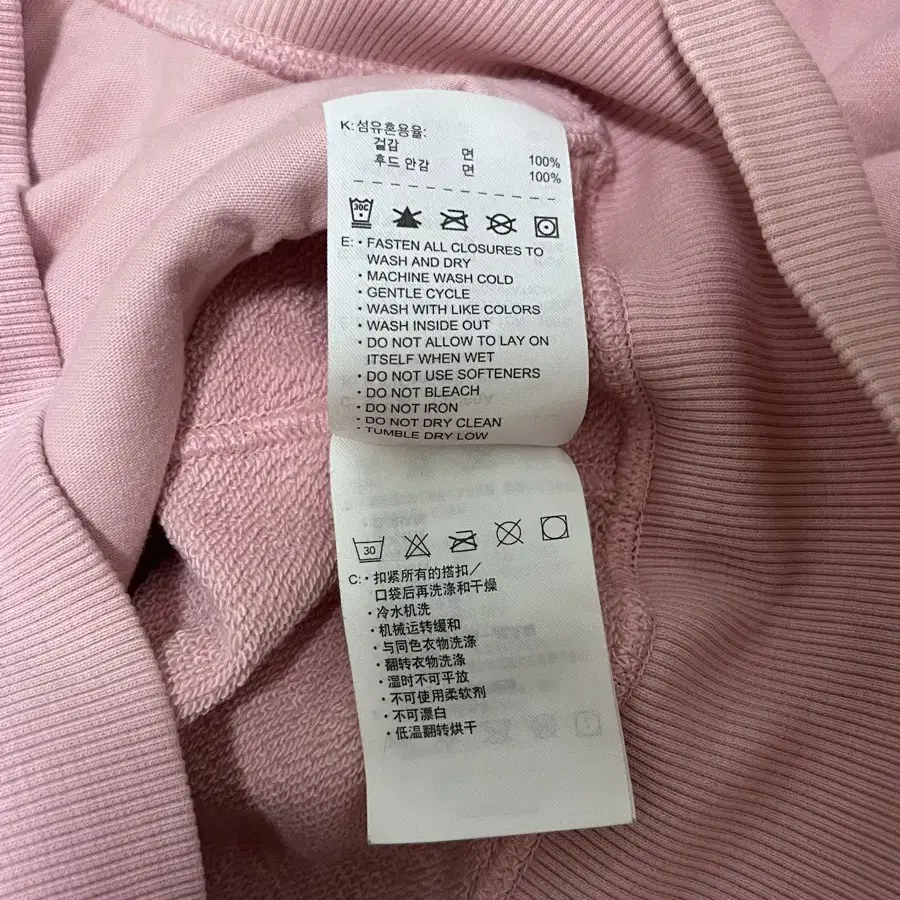 K: 섬유혼용율:
겉감 면 100%
후드 안감 면 100%
30C
E: • FASTEN ALL CLOSURES TO
WASH AND DRY
• MACHINE WASH COLD
• GENTLE CYCLE
• WASH WITH LIKE COLORS
• WASH INSIDE OUT
• DO NOT ALLOW TO LAY ON
ITSELF WHEN WET
• DO NOT USE SOFTENERS
• DO NOT BLEACH
• DO NOT IRON
• DO NOT DRY CLEAN
• TUMBLE DRY LOW
30
C: • 扣紧所有的搭扣/
口袋后再洗涤和干燥
• 冷水机洗
• 机械运转缓和
• 与同色衣物洗涤
• 翻转衣物洗涤
• 湿时不可平放
• 不可使用柔软剂
• 不可漂白
• 低温翻转烘干